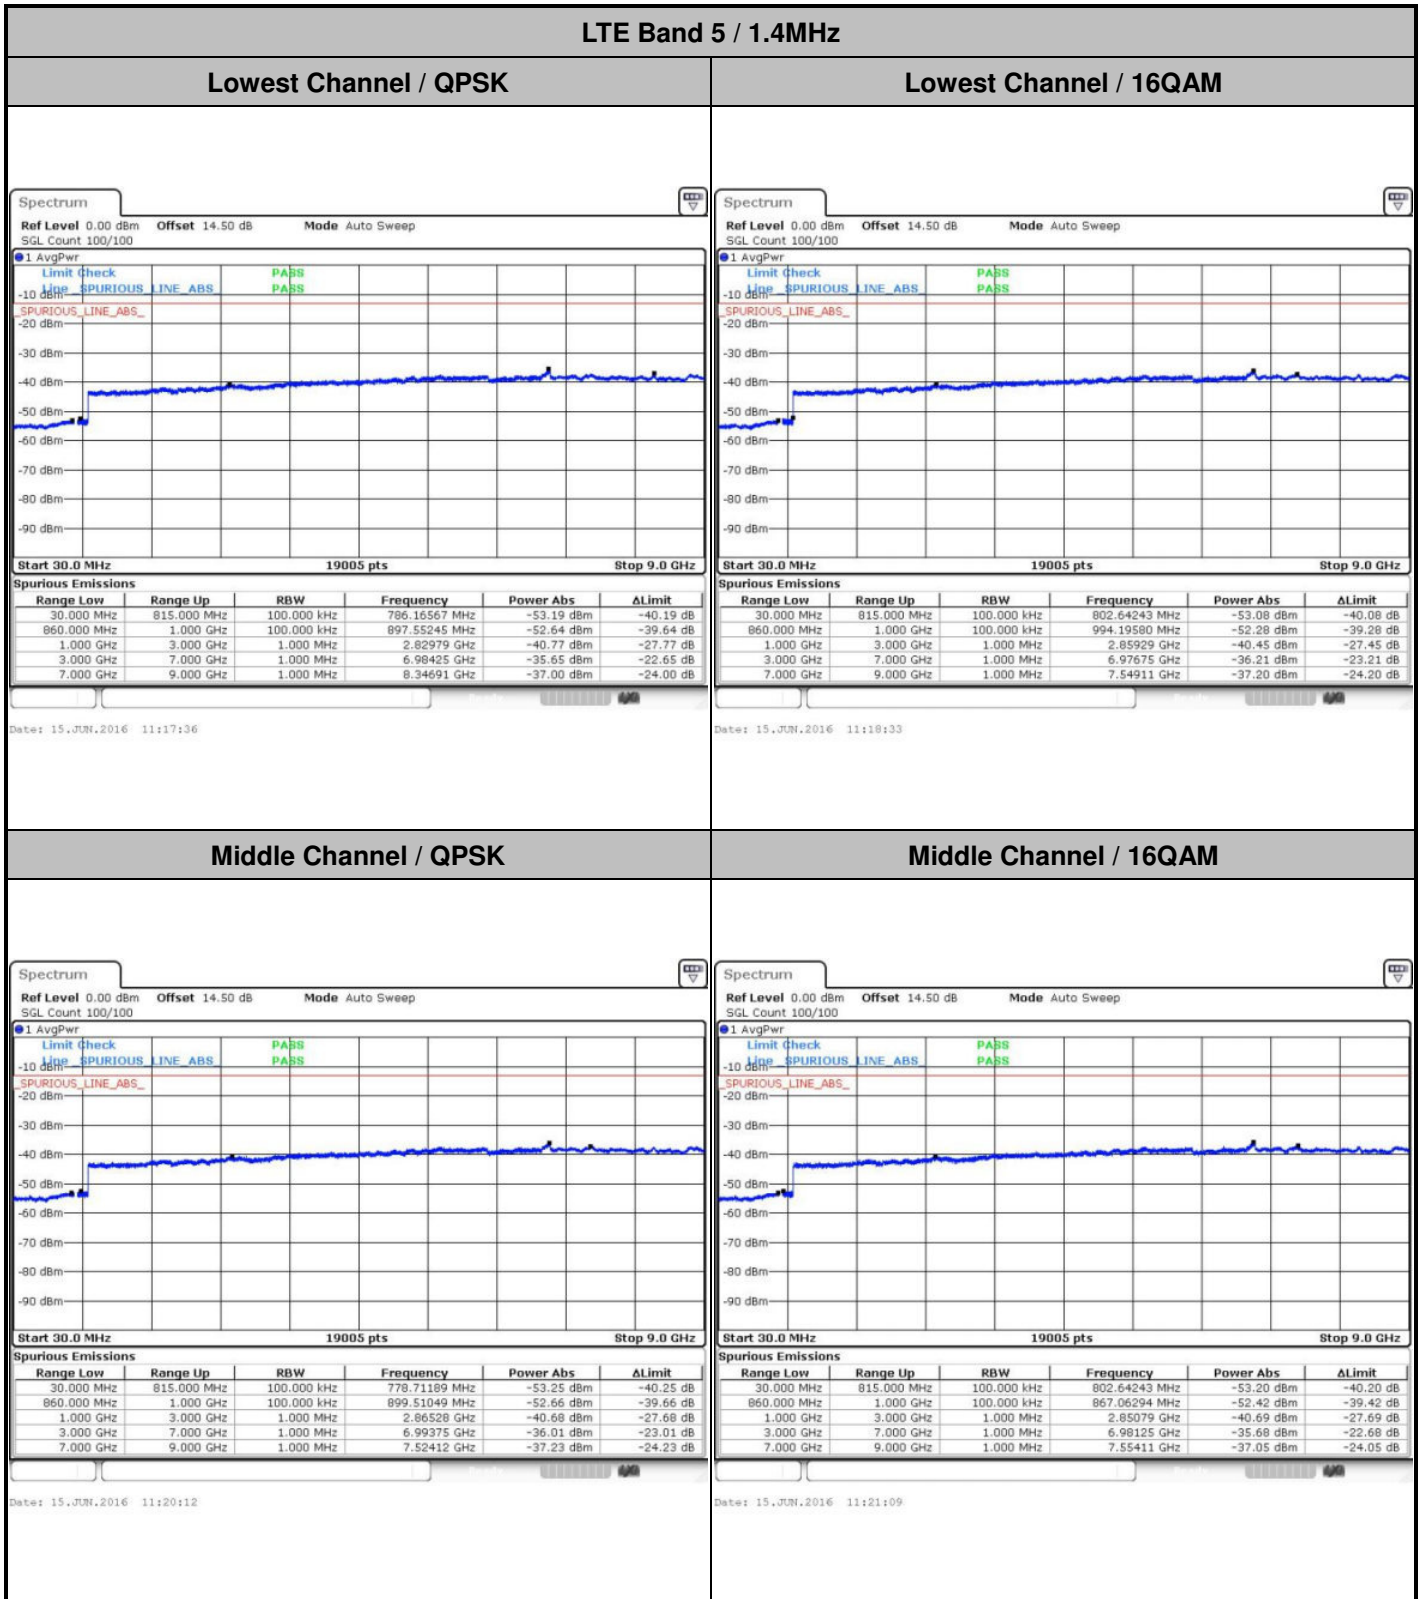 LTE Band 5 / 1.4MHz
Lowest Channel / QPSK
Lowest Channel / 16QAM
Spectrum
Ref Level 0.00 dBm Offset 14.50 dB Mode Auto Sweep
SGL Count 100/100
1 AvgPwr
Limit Check PASS
Line _SPURIOUS_LINE_ABS_ PASS
-10 dBm
_SPURIOUS_LINE_ABS_
-20 dBm
-30 dBm
-40 dBm
-50 dBm
-60 dBm
-70 dBm
-80 dBm
-90 dBm
Start 30.0 MHz 19005 pts Stop 9.0 GHz
Spurious Emissions
Range Low Range Up RBW Frequency Power Abs ΔLimit
30.000 MHz 815.000 MHz 100.000 kHz 786.16567 MHz -53.19 dBm -40.19 dB
860.000 MHz 1.000 GHz 100.000 kHz 897.55245 MHz -52.64 dBm -39.64 dB
1.000 GHz 3.000 GHz 1.000 MHz 2.82979 GHz -40.77 dBm -27.77 dB
3.000 GHz 7.000 GHz 1.000 MHz 6.98425 GHz -35.65 dBm -22.65 dB
7.000 GHz 9.000 GHz 1.000 MHz 8.34691 GHz -37.00 dBm -24.00 dB
Date: 15.JUN.2016 11:17:36
Spectrum
Ref Level 0.00 dBm Offset 14.50 dB Mode Auto Sweep
SGL Count 100/100
1 AvgPwr
Limit Check PASS
Line _SPURIOUS_LINE_ABS_ PASS
-10 dBm
_SPURIOUS_LINE_ABS_
-20 dBm
-30 dBm
-40 dBm
-50 dBm
-60 dBm
-70 dBm
-80 dBm
-90 dBm
Start 30.0 MHz 19005 pts Stop 9.0 GHz
Spurious Emissions
Range Low Range Up RBW Frequency Power Abs ΔLimit
30.000 MHz 815.000 MHz 100.000 kHz 802.64243 MHz -53.08 dBm -40.08 dB
860.000 MHz 1.000 GHz 100.000 kHz 994.19580 MHz -52.28 dBm -39.28 dB
1.000 GHz 3.000 GHz 1.000 MHz 2.85929 GHz -40.45 dBm -27.45 dB
3.000 GHz 7.000 GHz 1.000 MHz 6.97675 GHz -36.21 dBm -23.21 dB
7.000 GHz 9.000 GHz 1.000 MHz 7.54911 GHz -37.20 dBm -24.20 dB
Date: 15.JUN.2016 11:18:33
Middle Channel / QPSK
Middle Channel / 16QAM
Spectrum
Ref Level 0.00 dBm Offset 14.50 dB Mode Auto Sweep
SGL Count 100/100
1 AvgPwr
Limit Check PASS
Line _SPURIOUS_LINE_ABS_ PASS
-10 dBm
_SPURIOUS_LINE_ABS_
-20 dBm
-30 dBm
-40 dBm
-50 dBm
-60 dBm
-70 dBm
-80 dBm
-90 dBm
Start 30.0 MHz 19005 pts Stop 9.0 GHz
Spurious Emissions
Range Low Range Up RBW Frequency Power Abs ΔLimit
30.000 MHz 815.000 MHz 100.000 kHz 778.71189 MHz -53.25 dBm -40.25 dB
860.000 MHz 1.000 GHz 100.000 kHz 899.51049 MHz -52.66 dBm -39.66 dB
1.000 GHz 3.000 GHz 1.000 MHz 2.86528 GHz -40.68 dBm -27.68 dB
3.000 GHz 7.000 GHz 1.000 MHz 6.99375 GHz -36.01 dBm -23.01 dB
7.000 GHz 9.000 GHz 1.000 MHz 7.52412 GHz -37.23 dBm -24.23 dB
Date: 15.JUN.2016 11:20:12
Spectrum
Ref Level 0.00 dBm Offset 14.50 dB Mode Auto Sweep
SGL Count 100/100
1 AvgPwr
Limit Check PASS
Line _SPURIOUS_LINE_ABS_ PASS
-10 dBm
_SPURIOUS_LINE_ABS_
-20 dBm
-30 dBm
-40 dBm
-50 dBm
-60 dBm
-70 dBm
-80 dBm
-90 dBm
Start 30.0 MHz 19005 pts Stop 9.0 GHz
Spurious Emissions
Range Low Range Up RBW Frequency Power Abs ΔLimit
30.000 MHz 815.000 MHz 100.000 kHz 802.64243 MHz -53.20 dBm -40.20 dB
860.000 MHz 1.000 GHz 100.000 kHz 867.06294 MHz -52.42 dBm -39.42 dB
1.000 GHz 3.000 GHz 1.000 MHz 2.85079 GHz -40.69 dBm -27.69 dB
3.000 GHz 7.000 GHz 1.000 MHz 6.98125 GHz -35.68 dBm -22.68 dB
7.000 GHz 9.000 GHz 1.000 MHz 7.55411 GHz -37.05 dBm -24.05 dB
Date: 15.JUN.2016 11:21:09